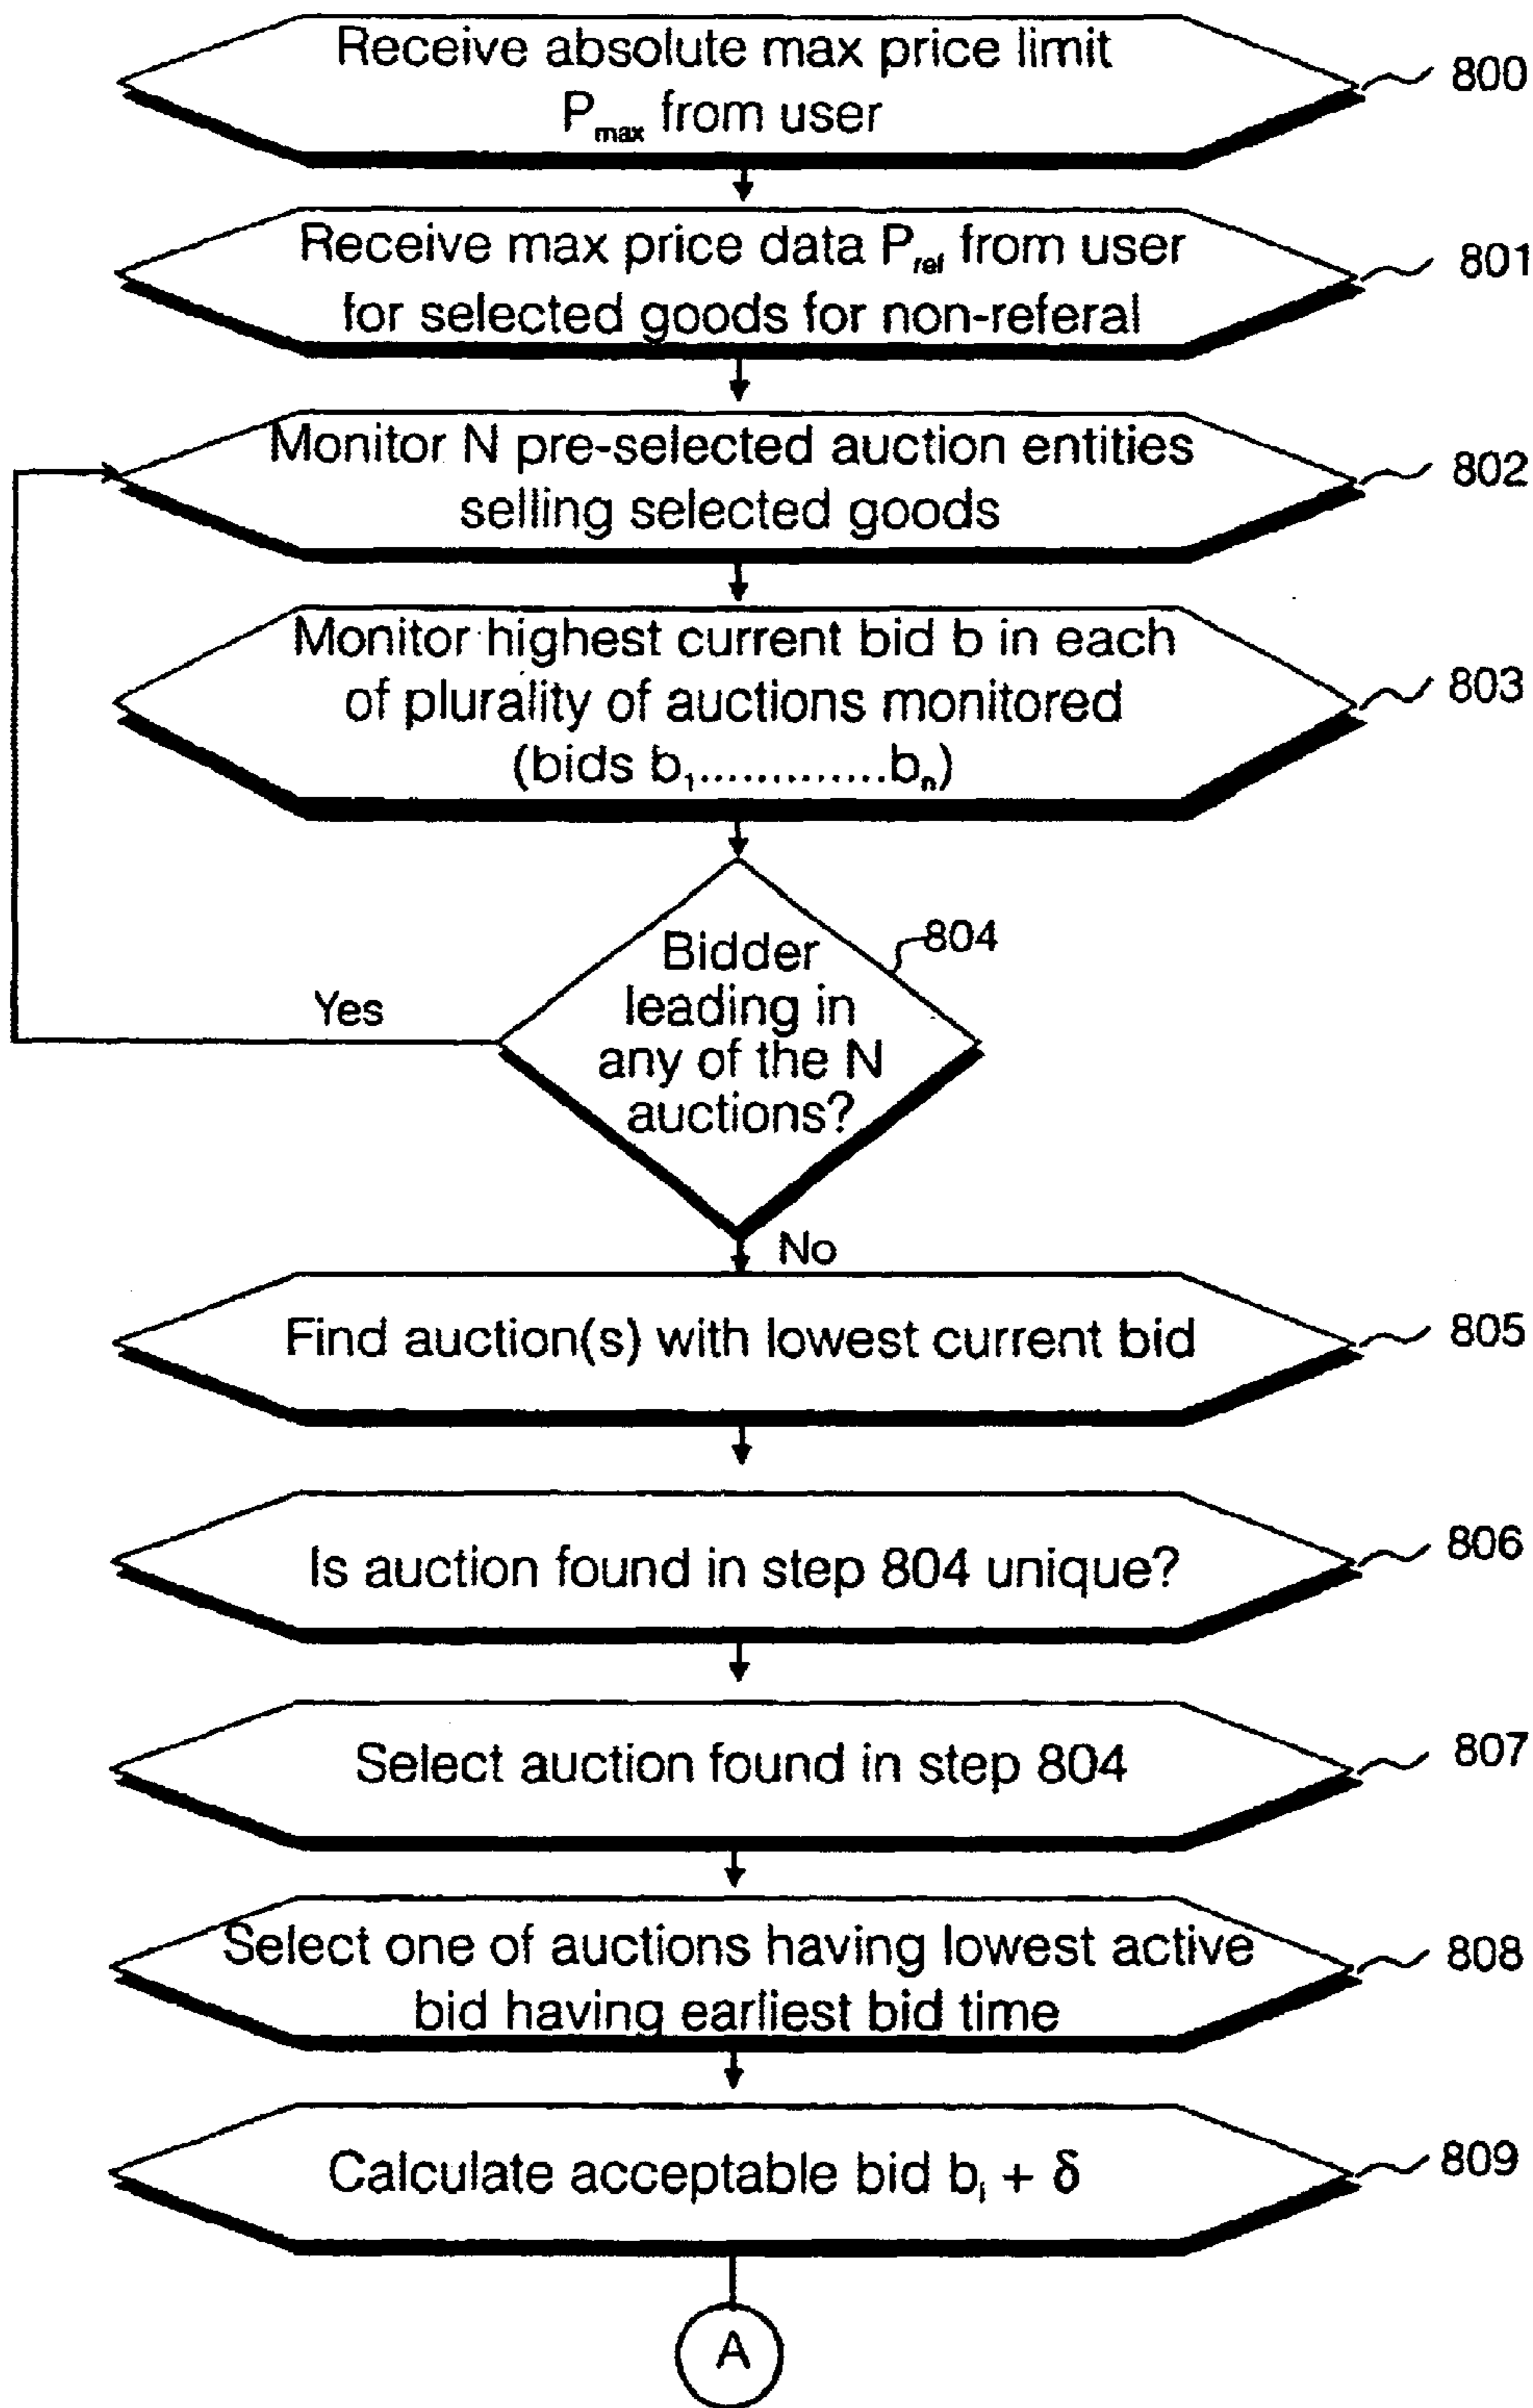 Receive absolute max price limit
Pmax from user
800
Receive max price data Pref from user
for selected goods for non-referal
801
Monitor N pre-selected auction entities
selling selected goods
802
Monitor highest current bid b in each
of plurality of auctions monitored
(bids b1..............bn)
803
Bidder
leading in
any of the N
auctions?
804
Yes
No
Find auction(s) with lowest current bid
805
Is auction found in step 804 unique?
806
Select auction found in step 804
807
Select one of auctions having lowest active
bid having earliest bid time
808
Calculate acceptable bid bi + δ
809
A